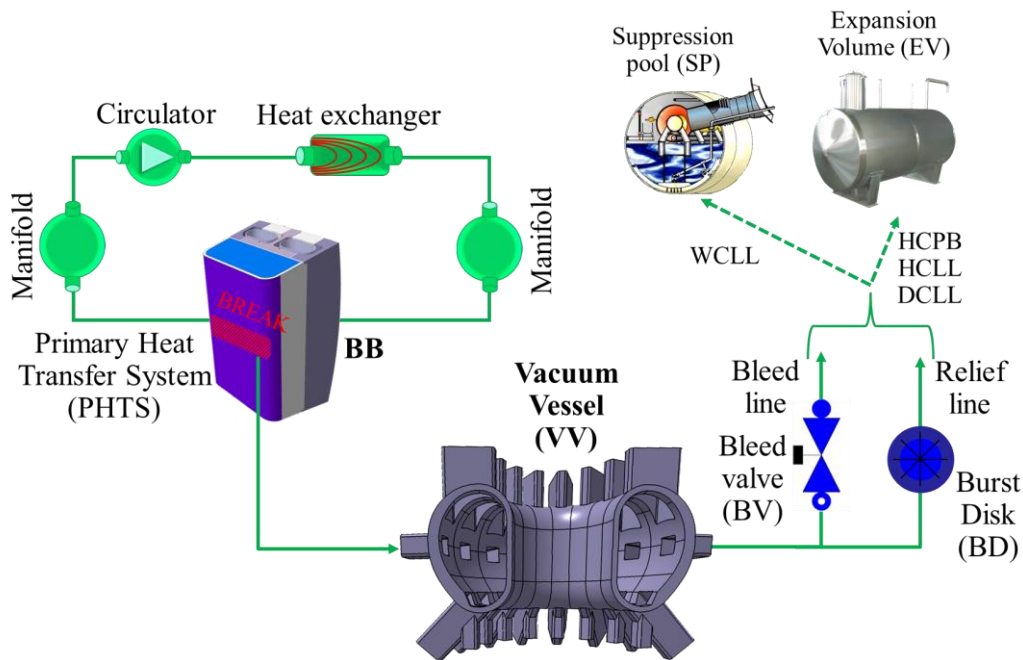 Suppression
pool (SP)
Expansion
Volume (EV)
Circulator
Heat exchanger
Manifold
Manifold
WCLL
HCPB
HCLL
DCLL
BREAK
Primary Heat
Transfer System
(PHTS)
BB
Vacuum
Vessel
(VV)
Bleed
line
Relief
line
Bleed
valve
(BV)
Burst
Disk
(BD)